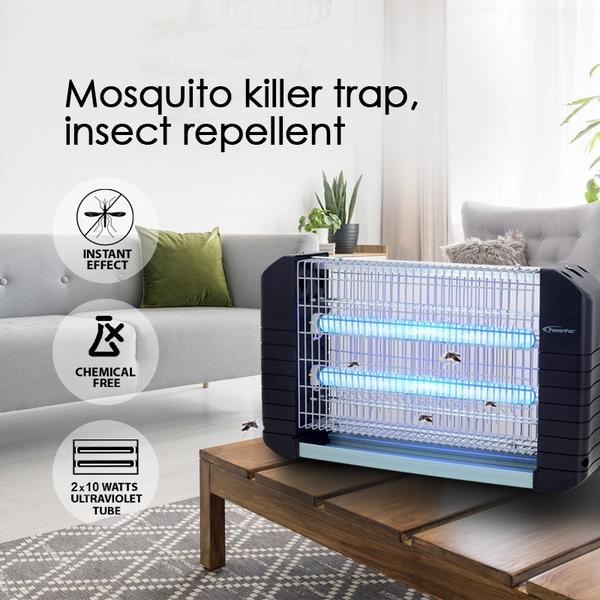 Mosquito killer trap,
insect repellent
INSTANT
EFFECT
CHEMICAL
FREE
2x10 WATTS
ULTRAVIOLET
TUBE
PowerPac